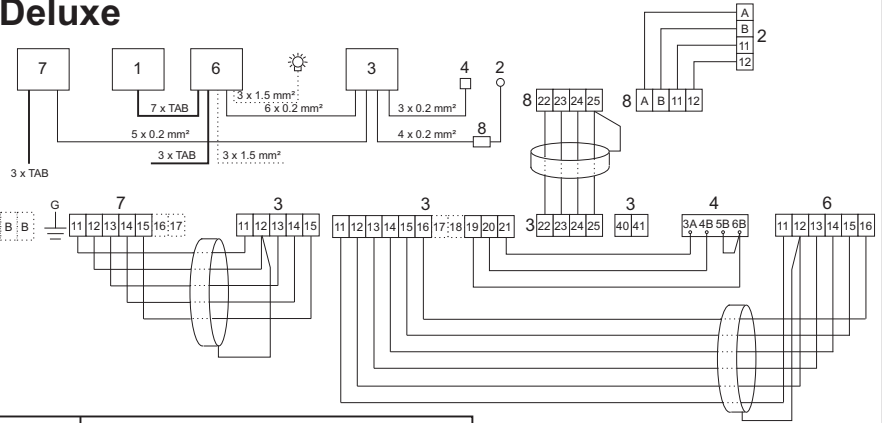 Deluxe
7 1 6 3 4 2
3 x 1.5 mm²
7 x TAB 6 x 0.2 mm² 3 x 0.2 mm²
5 x 0.2 mm² 4 x 0.2 mm² 8
3 x TAB 3 x 1.5 mm²
3 x TAB
A
B 2
11
12
8 22 23 24 25 8 A B 11 12
G 7 3 3 3 4 6
B B 11 12 13 14 15 16 17
11 12 13 14 15
11 12 13 14 15 16 17 18 19 20 21
3 22 23 24 25
40 41
3A 4B 5B 6B
11 12 13 14 15 16